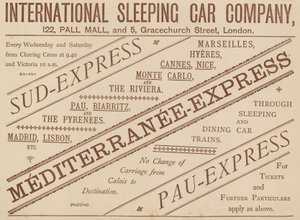 INTERNATIONAL SLEEPING CAR COMPANY,
122, PALL MALL, and 5, Gracechurch Street, London.
Every Wednesday and Saturday
from Charing Cross at 9.40
and Victoria 10 a.m.
SUD-EXPRESS
PAU, BIARRITZ,
AND
THE PYRENEES.
MADRID, LISBON,
ETC.
MARSEILLES,
HYÈRES,
CANNES, NICE,
MONTE CARLO,
AND
THE RIVIERA.
MÉDITERRANÉE-EXPRESS
THROUGH
SLEEPING
AND
DINING CAR
TRAINS.
No Change of
Carriage from
Calais to
Destination.
PAU-EXPRESS
For
TICKETS
and
FURTHER PARTICULARS
apply as above.